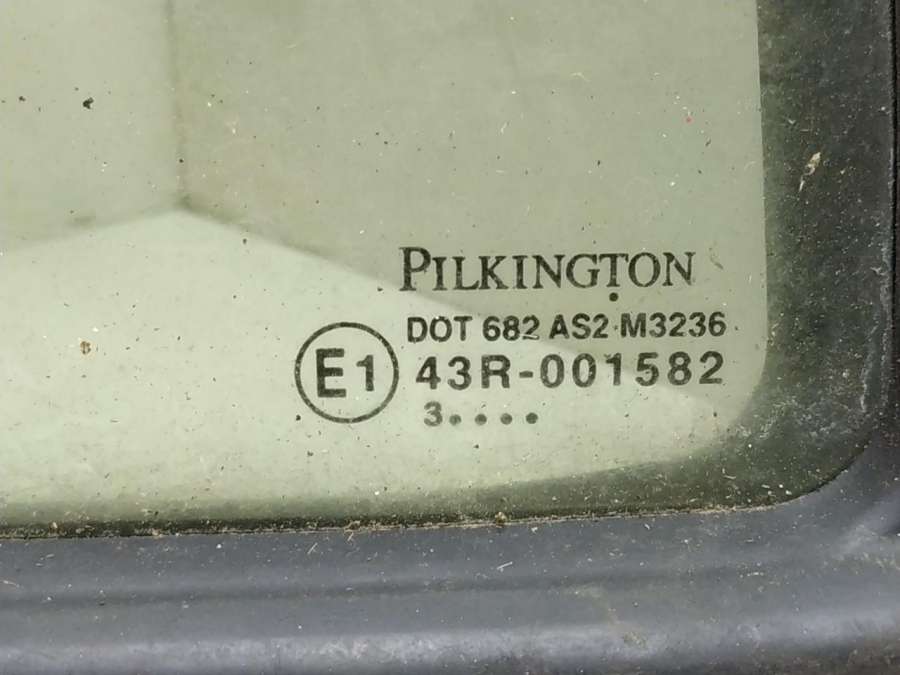 PILKINGTON
DOT 682 AS2 M3236
E1 43R-001582
3....